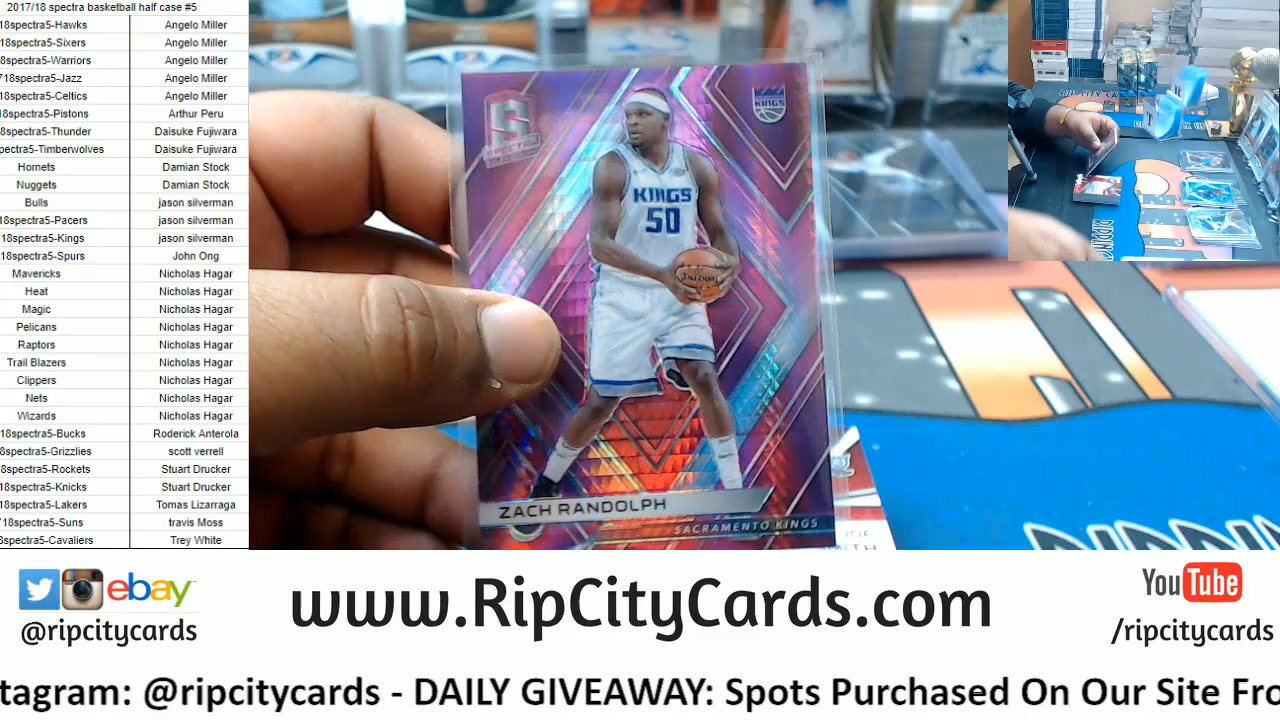 2017/18 spectra basketball half case #5
18spectra5-Hawks Angelo Miller
18spectra5-Sixers Angelo Miller
8spectra5-Warriors Angelo Miller
718spectra5-Jazz Angelo Miller
18spectra5-Celtics Angelo Miller
18spectra5-Pistons Arthur Peru
8spectra5-Thunder Daisuke Fujiwara
pectra5-Timberwolves Daisuke Fujiwara
Hornets Damian Stock
Nuggets Damian Stock
Bulls jason silverman
18spectra5-Pacers jason silverman
18spectra5-Kings jason silverman
18spectra5-Spurs John Ong
Mavericks Nicholas Hagar
Heat Nicholas Hagar
Magic Nicholas Hagar
Pelicans Nicholas Hagar
Raptors Nicholas Hagar
Trail Blazers Nicholas Hagar
Clippers Nicholas Hagar
Nets Nicholas Hagar
Wizards Nicholas Hagar
18spectra5-Bucks Roderick Anterola
8spectra5-Grizzlies scott verrell
8spectra5-Rockets Stuart Drucker
18spectra5-Knicks Stuart Drucker
18spectra5-Lakers Tomas Lizarraga
718spectra5-Suns travis Moss
8spectra5-Cavaliers Trey White
KINGS
KINGS
50
SPALDING
ZACH RANDOLPH
SACRAMENTO KINGS
ebay
@ripcitycards
www.RipCityCards.com
YouTube
/ripcitycards
tagram: @ripcitycards - DAILY GIVEAWAY: Spots Purchased On Our Site Fro